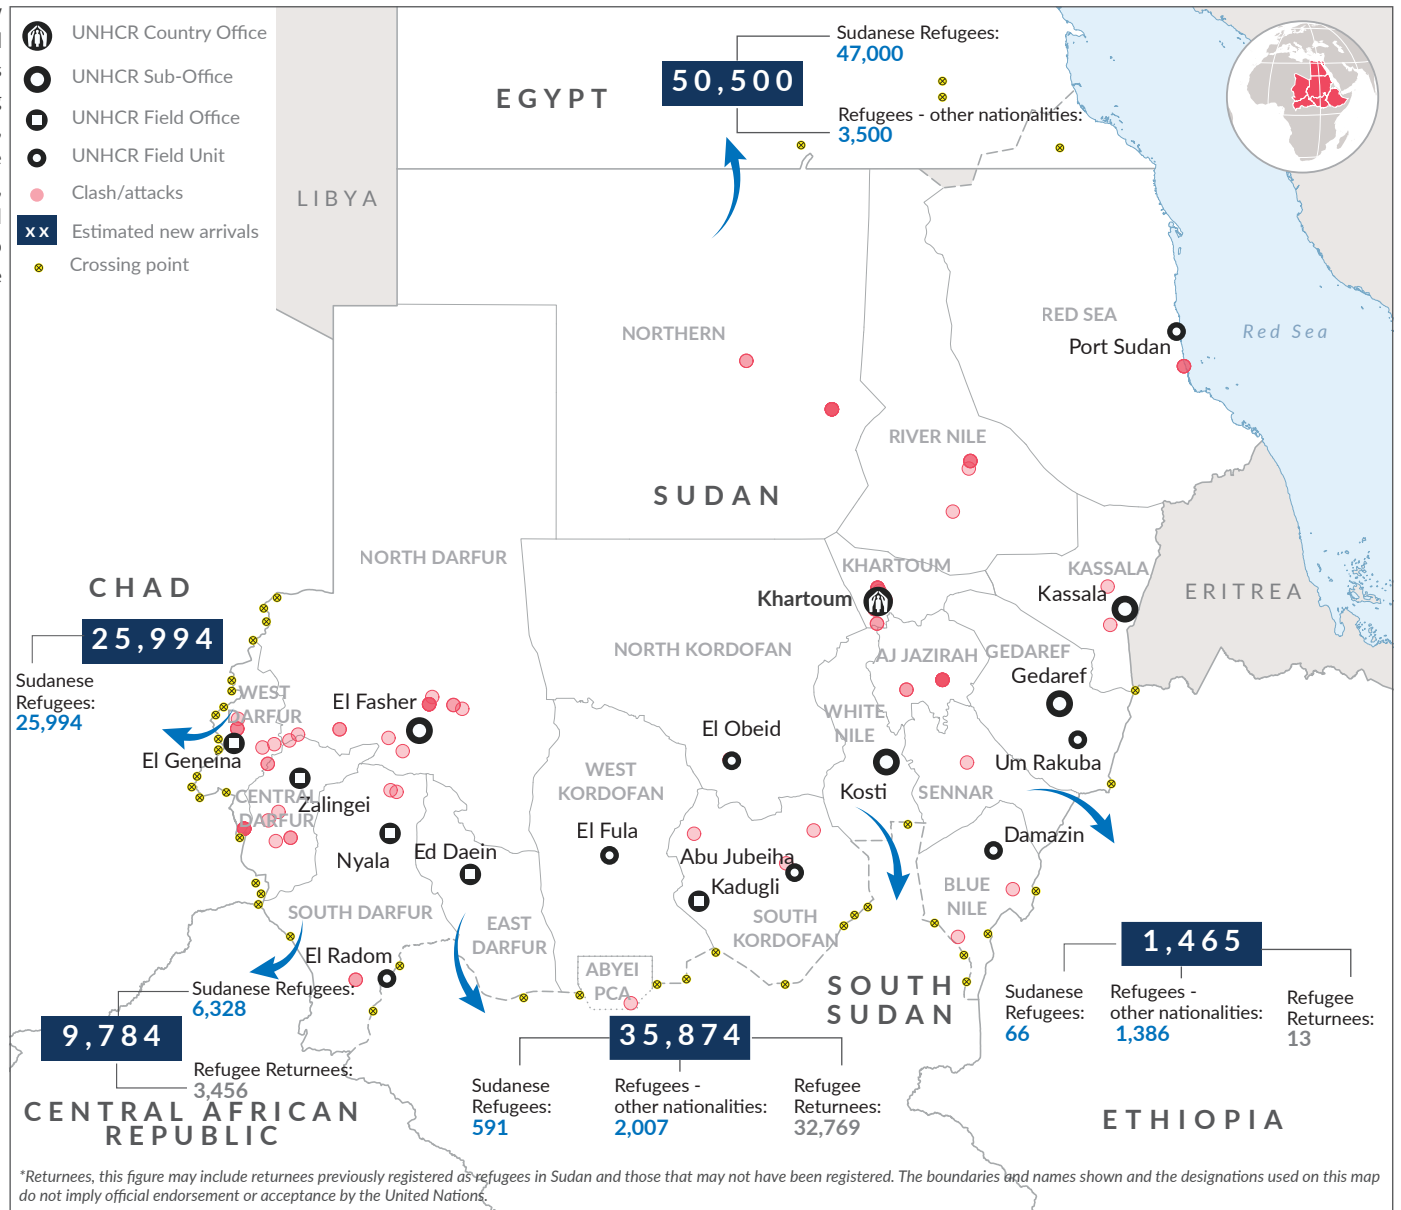 UNHCR Country Office
UNHCR Sub-Office
UNHCR Field Office
UNHCR Field Unit
Clash/attacks
xx Estimated new arrivals
Crossing point
EGYPT
50,500
Sudanese Refugees:
47,000
Refugees - other nationalities:
3,500
LIBYA
NORTHERN
RED SEA
Port Sudan
Red Sea
RIVER NILE
SUDAN
NORTH DARFUR
KHARTOUM
Khartoum
KASSALA
Kassala
ERITREA
CHAD
25,994
Sudanese
Refugees:
25,994
NORTH KORDOFAN
AJ JAZIRAH
GEDAREF
Gedaref
WEST
DARFUR
El Fasher
El Geneina
El Obeid
WHITE
NILE
Um Rakuba
Kosti
SENNAR
WEST
KORDOFAN
Zalingei
CENTRAL
DARFUR
El Fula
Nyala
Ed Daein
Abu Jubeiha
Kadugli
Damazin
BLUE
NILE
SOUTH DARFUR
EAST
DARFUR
SOUTH
KORDOFAN
El Radom
ABYEI
PCA
SOUTH
SUDAN
Sudanese Refugees:
6,328
9,784
Refugee Returnees:
3,456
CENTRAL AFRICAN
REPUBLIC
35,874
Sudanese
Refugees:
591
Refugees -
other nationalities:
2,007
Refugee
Returnees:
32,769
1,465
Sudanese
Refugees:
66
Refugees -
other nationalities:
1,386
Refugee
Returnees:
13
ETHIOPIA
*Returnees, this figure may include returnees previously registered as refugees in Sudan and those that may not have been registered. The boundaries and names shown and the designations used on this map
do not imply official endorsement or acceptance by the United Nations.